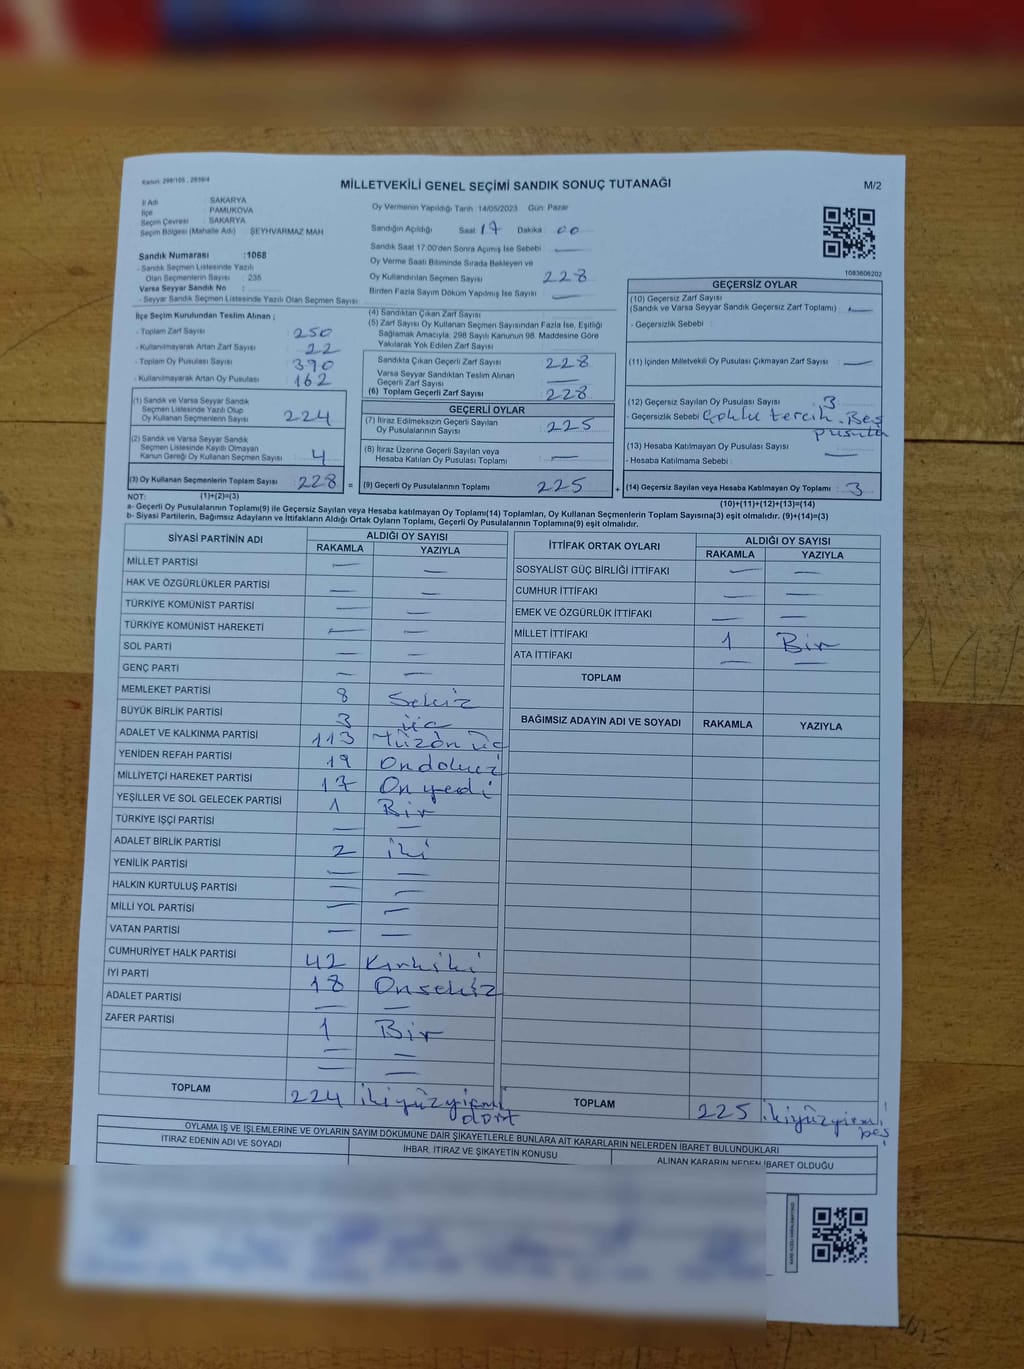 Kanun: 298/105 , 2839/4
MİLLETVEKİLİ GENEL SEÇİMİ SANDIK SONUÇ TUTANAĞI
M/2
İl Adı : SAKARYA
İlçe : PAMUKOVA
Seçim Çevresi : SAKARYA
Seçim Bölgesi (Mahalle Adı) : ŞEYHVARMAZ MAH.
Oy Vermenin Yapıldığı Tarih: 14/05/2023 Gün: Pazar
Sandığın Açıldığı Saat : 17 Dakika : 00
Sandık Saat 17:00'den Sonra Açımış İse Sebebi : —
Oy Verme Saati Bitiminde Sırada Bekleyen ve
Oy Kullandırılan Seçmen Sayısı : 228
Birden Fazla Sayım Döküm Yapılmış İse Sayısı : —
Sandık Numarası : 1068
- Sandık Seçmen Listesinde Yazılı
Olan Seçmenlerin Sayısı : 235
Varsa Seyyar Sandık No :
- Seyyar Sandık Seçmen Listesinde Yazılı Olan Seçmen Sayısı:
1083606202
İlçe Seçim Kurulundan Teslim Alınan ;
- Toplam Zarf Sayısı : 250
- Kullanılmayarak Artan Zarf Sayısı : 22
- Toplam Oy Pusulası Sayısı : 390
- Kullanılmayarak Artan Oy Pusulası : 162
(1) Sandık ve Varsa Seyyar Sandık
Seçmen Listesinde Yazılı Olup
Oy Kullanan Seçmenlerin Sayısı : 224
(2) Sandık ve Varsa Seyyar Sandık
Seçmen Listesinde Kayıtlı Olmayan
Kanun Gereği Oy Kullanan Seçmen Sayısı : 4
(3) Oy Kullanan Seçmenlerin Toplam Sayısı : 228 =
(1)+(2)=(3)
(4) Sandıktan Çıkan Zarf Sayısı :
(5) Zarf Sayısı Oy Kullanan Seçmen Sayısından Fazla İse, Eşitliği
Sağlamak Amacıyla, 298 Sayılı Kanunun 98. Maddesine Göre
Yakılarak Yok Edilen Zarf Sayısı :
Sandıkta Çıkan Geçerli Zarf Sayısı : 228
Varsa Seyyar Sandıktan Teslim Alınan
Geçerli Zarf Sayısı : —
(6) Toplam Geçerli Zarf Sayısı : 228
GEÇERLİ OYLAR
(7) İtiraz Edilmeksizin Geçerli Sayılan
Oy Pusulalarının Sayısı : 225
(8) İtiraz Üzerine Geçerli Sayılan veya
Hesaba Katılan Oy Pusulası Toplamı : —
(9) Geçerli Oy Pusulalarının Toplamı : 225 +
GEÇERSİZ OYLAR
(10) Geçersiz Zarf Sayısı
(Sandık ve Varsa Seyyar Sandık Geçersiz Zarf Toplamı) : —
- Geçersizlik Sebebi :
(11) İçinden Milletvekili Oy Pusulası Çıkmayan Zarf Sayısı : —
(12) Geçersiz Sayılan Oy Pusulası Sayısı : 3
- Geçersizlik Sebebi : Çoklu tercih. Boş
pusula
(13) Hesaba Katılmayan Oy Pusulası Sayısı : —
- Hesaba Katılmama Sebebi :
(14) Geçersiz Sayılan veya Hesaba Katılmayan Oy Toplamı : 3
(10)+(11)+(12)+(13)=(14)
NOT:
a- Geçerli Oy Pusulasının Toplamı(9) ile Geçersiz Sayılan veya Hesaba katılmayan Oy Toplamı(14) Toplamları, Oy Kullanan Seçmenlerin Toplam Sayısına(3) eşit olmalıdır. (9)+(14)=(3)
b- Siyasi Partilerin, Bağımsız Adayların ve İttifakların Aldığı Ortak Oyların Toplamı, Geçerli Oy Pusulalarının Toplamına(9) eşit olmalıdır.
SİYASİ PARTİNİN ADI ALDIĞI OY SAYISI
RAKAMLA YAZIYLA
MİLLET PARTİSİ — —
HAK VE ÖZGÜRLÜKLER PARTİSİ — —
TÜRKİYE KOMÜNİST PARTİSİ — —
TÜRKİYE KOMÜNİST HAREKETİ — —
SOL PARTİ — —
GENÇ PARTİ — —
MEMLEKET PARTİSİ 8 Sekiz
BÜYÜK BİRLİK PARTİSİ 3 üç
ADALET VE KALKINMA PARTİSİ 113 Yüzon üç
YENİDEN REFAH PARTİSİ 19 Ondokuz
MİLLİYETÇİ HAREKET PARTİSİ 17 On yedi
YEŞİLLER VE SOL GELECEK PARTİSİ 1 Bir
TÜRKİYE İŞÇİ PARTİSİ — —
ADALET BİRLİK PARTİSİ 2 iki
YENİLİK PARTİSİ — —
HALKIN KURTULUŞ PARTİSİ — —
MİLLİ YOL PARTİSİ — —
VATAN PARTİSİ — —
CUMHURİYET HALK PARTİSİ 42 Kırkiki
İYİ PARTİ 18 Onsekiz
ADALET PARTİSİ — —
ZAFER PARTİSİ 1 Bir
— —
— —
TOPLAM 224 ikiyüzyirmi
dört
İTTİFAK ORTAK OYLARI ALDIĞI OY SAYISI
RAKAMLA YAZIYLA
SOSYALİST GÜÇ BİRLİĞİ İTTİFAKI — —
CUMHUR İTTİFAKI — —
EMEK VE ÖZGÜRLÜK İTTİFAKI — —
MİLLET İTTİFAKI 1 Bir
ATA İTTİFAKI — —
TOPLAM
BAĞIMSIZ ADAYIN ADI VE SOYADI RAKAMLA YAZIYLA
TOPLAM 225 ikiyüzyirmi
beş
OYLAMA İŞ VE İŞLEMLERİNE VE OYLARIN SAYIM DÖKÜMÜNE DAİR ŞİKAYETLERLE BUNLARA AİT KARARLARIN NELERDEN İBARET BULUNDUKLARI
İTİRAZ EDENİN ADI VE SOYADI İHBAR, İTİRAZ VE ŞİKAYETİN KONUSU ALINAN KARARIN NEDEN İBARET OLDUĞU